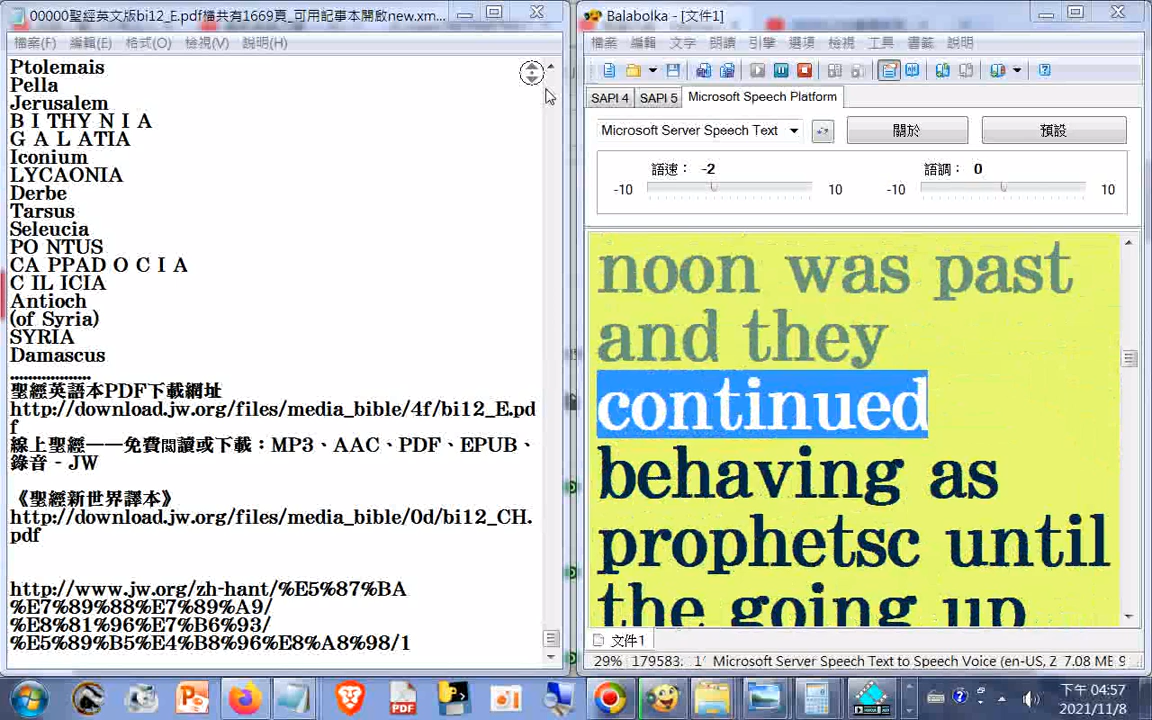 00000聖經英文版bi12_E.pdf檔共有1669頁_可用記事本開啟new.xm...
檔案(F) 編輯(E) 格式(O) 檢視(V) 說明(H)
Ptolemais
Pella
Jerusalem
B I THY N I A
G A L ATIA
Iconium
LYCAONIA
Derbe
Tarsus
Seleucia
PO NTUS
CA PPAD O C I A
C IL ICIA
Antioch
(of Syria)
SYRIA
Damascus
..................
聖經英語本PDF下載網址
http://download.jw.org/files/media_bible/4f/bi12_E.pd
f
線上聖經——免費閱讀或下載：MP3、AAC、PDF、EPUB、
錄音 - JW
《聖經新世界譯本》
http://download.jw.org/files/media_bible/0d/bi12_CH.
pdf
http://www.jw.org/zh-hant/%E5%87%BA
%E7%89%88%E7%89%A9/
%E8%81%96%E7%B6%93/
%E5%89%B5%E4%B8%96%E8%A8%98/1
Balabolka - [文件1]
檔案 編輯 文字 朗讀 引擎 選項 檢視 工具 書籤 說明
SAPI 4 SAPI 5 Microsoft Speech Platform
Microsoft Server Speech Text 關於 預設
語速： -2 語調： 0
-10 10 -10 10
noon was past
and they
continued
behaving as
prophetsc until
the going up
文件1
29% 179583: 1 Microsoft Server Speech Text to Speech Voice (en-US, Z 7.08 MB 9
PDF
下午 04:57
2021/11/8